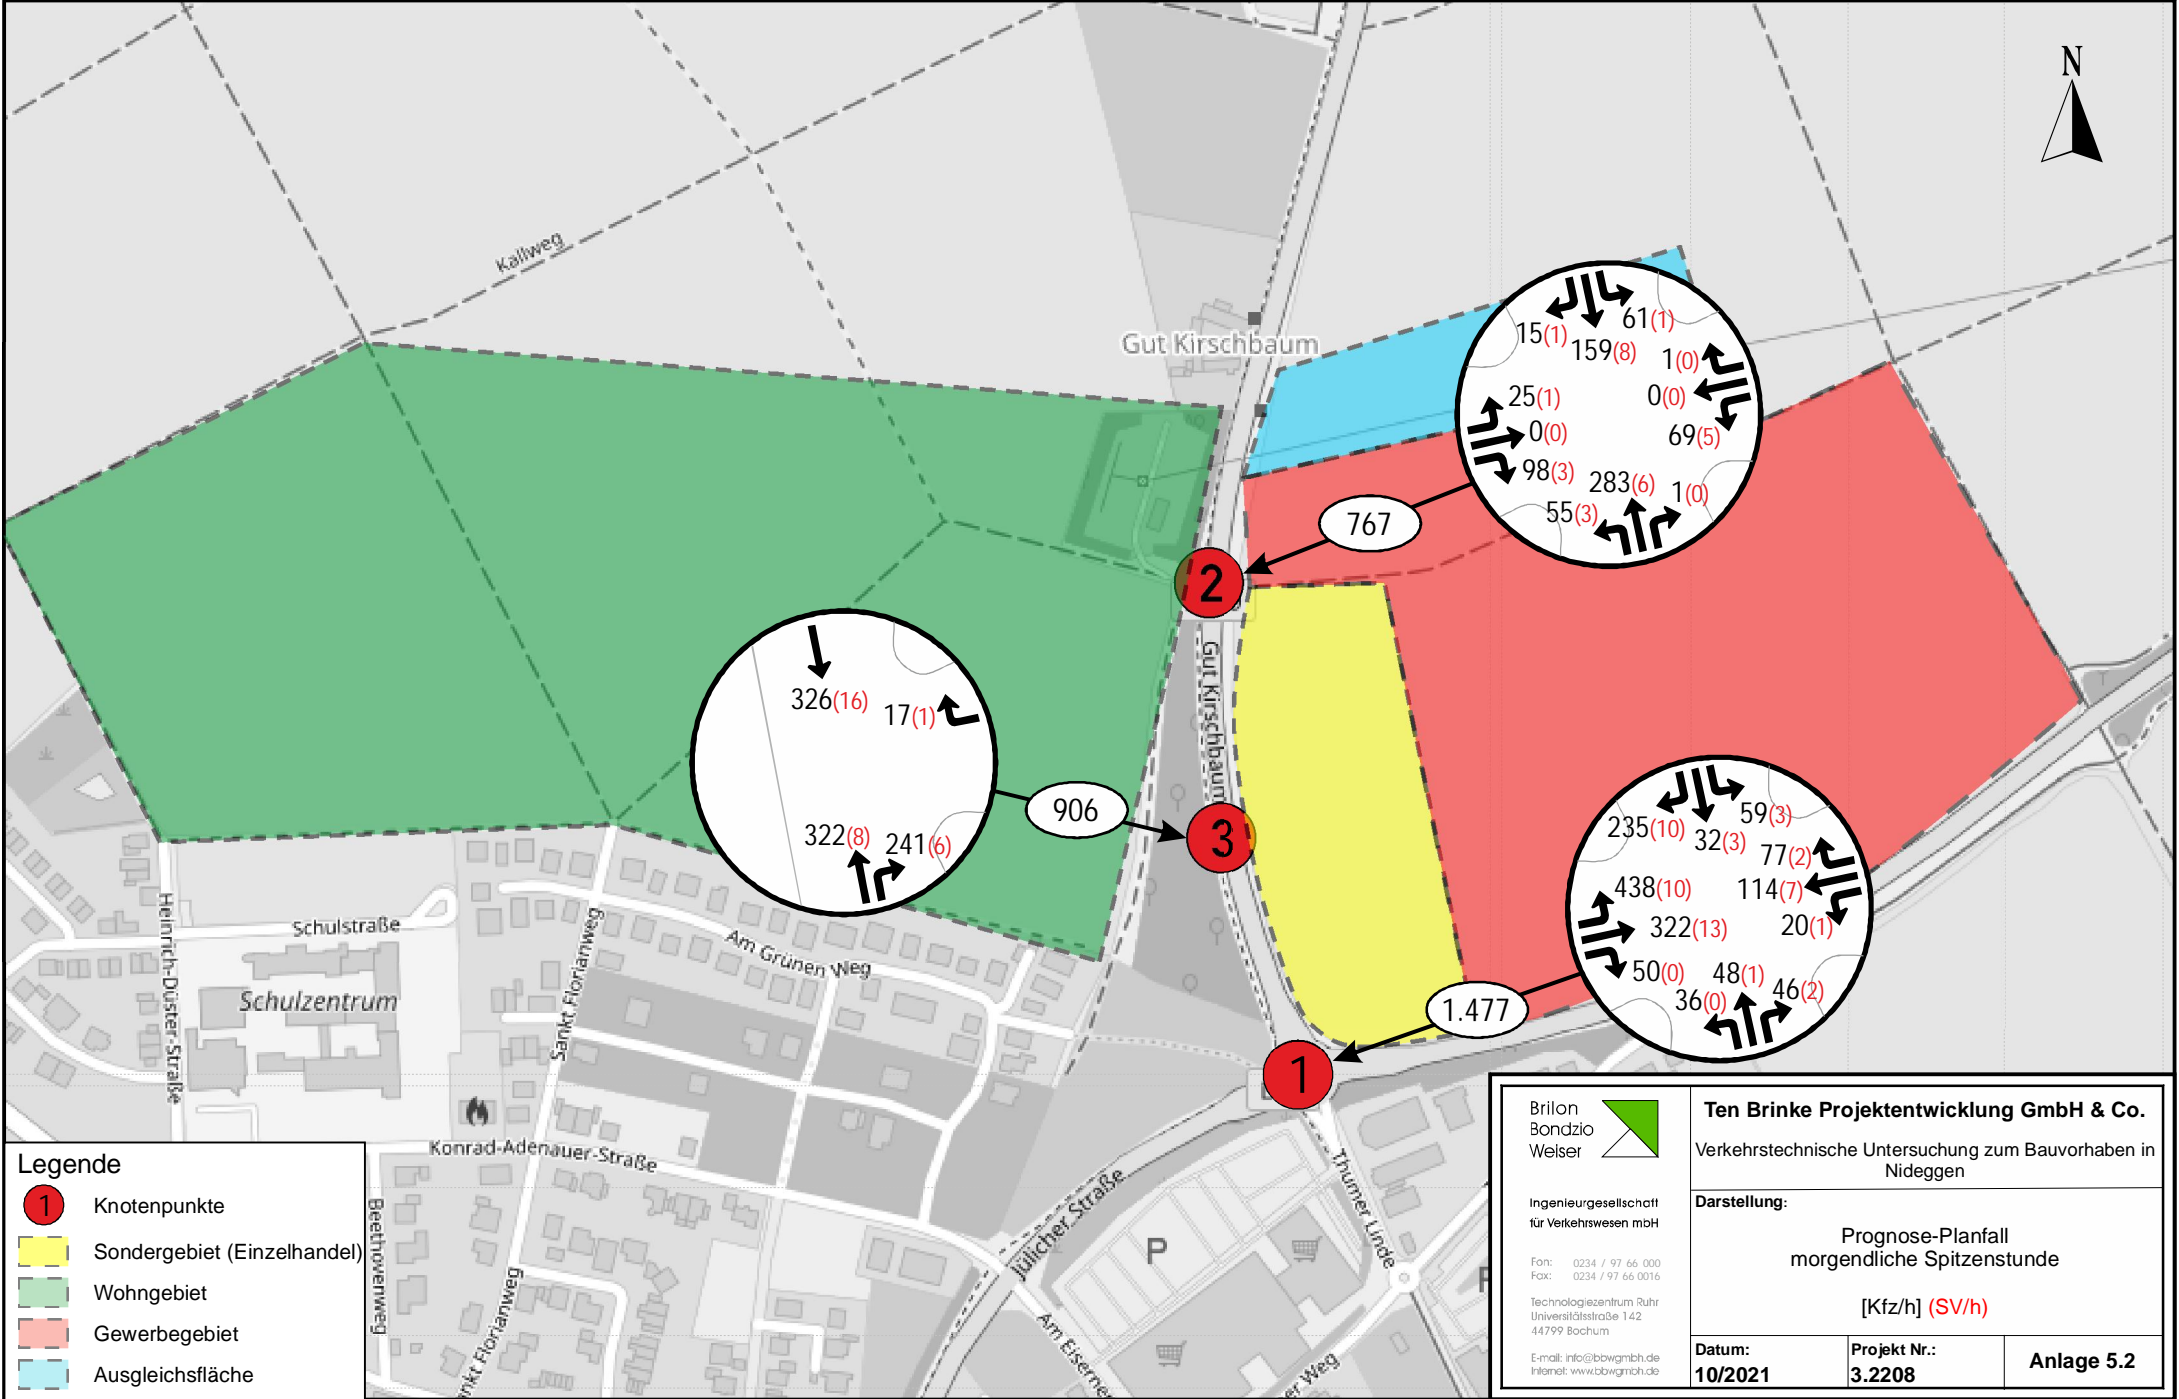 N
Kallweg
Gut Kirschbaum
15(1)
159(8)
61(1)
1(0)
0(0)
69(5)
25(1)
0(0)
98(3)
283(6)
1(0)
55(3)
767
2
Gut Kirschbaum
326(16)
17(1)
322(8)
241(6)
906
3
235(10)
32(3)
59(3)
77(2)
114(7)
20(1)
438(10)
322(13)
50(0)
48(1)
36(0)
46(2)
1.477
1
Heinrich-Düster-Straße
Schulstraße
Schulzentrum
Sankt Florianweg
Am Grünen Weg
Konrad-Adenauer-Straße
Beethovenweg
nkt Florianweg
Jülicher Straße
Thumer Linde
Am Eiserne
er Weg
P
Legende
1 Knotenpunkte
Sondergebiet (Einzelhandel)
Wohngebiet
Gewerbegebiet
Ausgleichsfläche
Brilon
Bondzio
Weiser
Ingenieurgesellschaft
für Verkehrswesen mbH
Fon: 0234 / 97 66 000
Fax: 0234 / 97 66 0016
Technologiezentrum Ruhr
Universitätsstraße 142
44799 Bochum
E-mail: info@bbwgmbh.de
Internet: www.bbwgmbh.de
Ten Brinke Projektentwicklung GmbH & Co.
Verkehrstechnische Untersuchung zum Bauvorhaben in
Nideggen
Darstellung:
Prognose-Planfall
morgendliche Spitzenstunde
[Kfz/h] (SV/h)
Datum:
10/2021
Projekt Nr.:
3.2208
Anlage 5.2